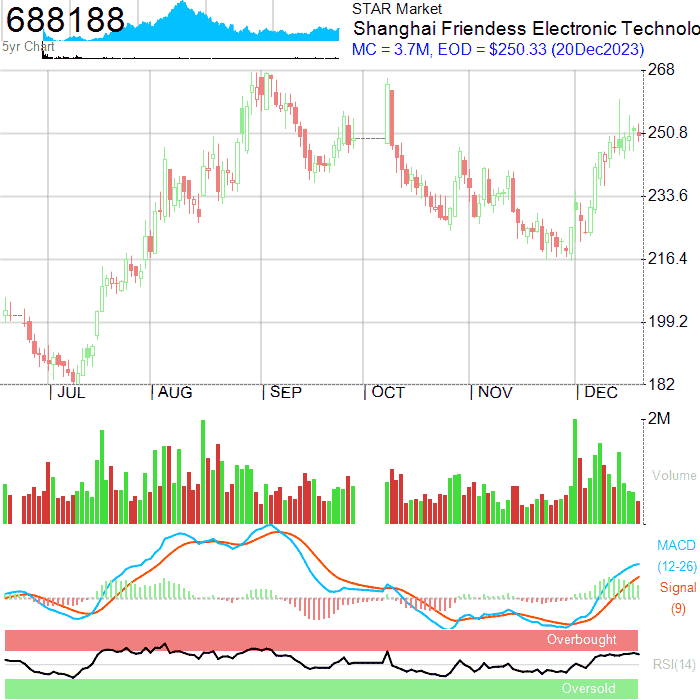 688188
5yr Chart
STAR Market
Shanghai Friendess Electronic Technolo
MC = 3.7M, EOD = $250.33 (20Dec2023)
268
250.8
233.6
216.4
199.2
182
JUL
AUG
SEP
OCT
NOV
DEC
2M
Volume
MACD
(12-26)
Signal
(9)
Overbought
RSI(14)
Oversold